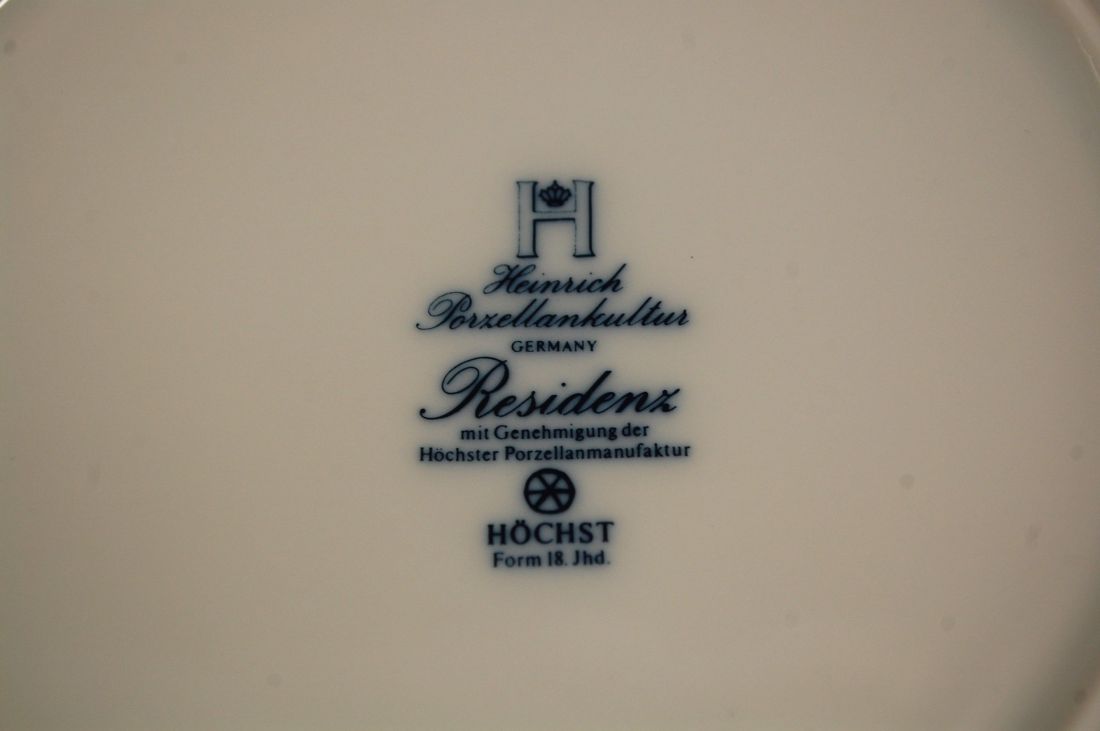 H
Heinrich
Porzellankultur
GERMANY
Residenz
mit Genehmigung der
Höchster Porzellanmanufaktur
HÖCHST
Form 18. Jhd.